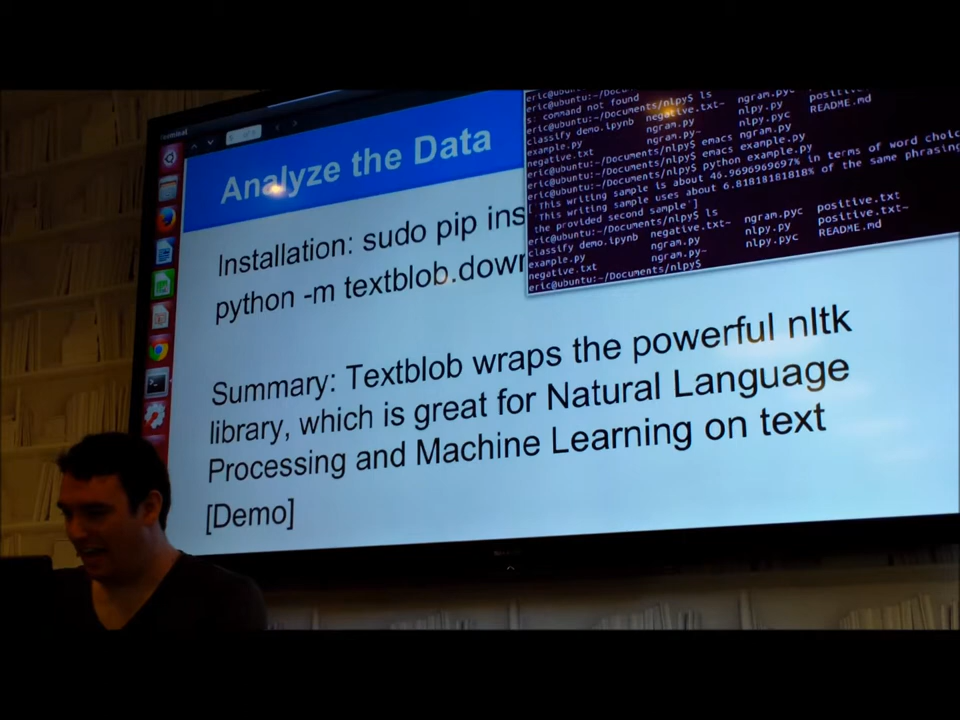 Analyze the Data
Installation: sudo pip ins
python -m textblob.dow
Summary: Textblob wraps the powerful nltk
library, which is great for Natural Language
Processing and Machine Learning on text
[Demo]
eric@ubuntu:~/Documents/nlpy$ ls
s: command not found
eric@ubuntu:~/Documents/nlpy$ ls
classify demo.ipynb negative.txt~ ngram.pyc
example.py ngram.py nlpy.py README.md
negative.txt ngram.py~ nlpy.pyc
eric@ubuntu:~/Documents/nlpy$ emacs ngram.py
eric@ubuntu:~/Documents/nlpy$ emacs example.py
eric@ubuntu:~/Documents/nlpy$ python example.py
['this writing sample is about 46.9696969697% in terms of word choic
'this writing sample uses about 6.81818181818% of the same phrasing
the provided second sample']
eric@ubuntu:~/Documents/nlpy$ ls
classify demo.ipynb negative.txt~ ngram.pyc positive.txt
example.py ngram.py nlpy.py positive.txt~
negative.txt ngram.py~ nlpy.pyc README.md
eric@ubuntu:~/Documents/nlpy$